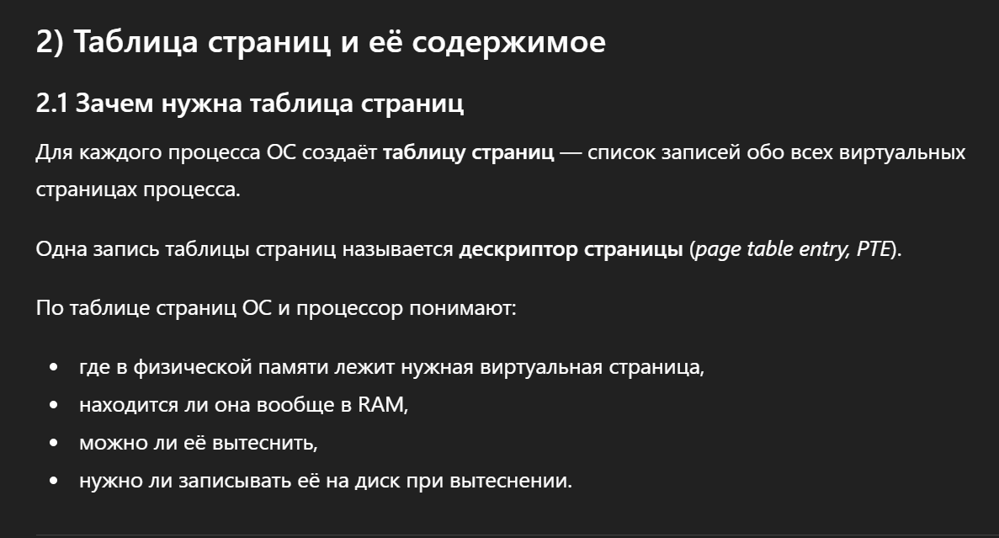 2) Таблица страниц и её содержимое
2.1 Зачем нужна таблица страниц
Для каждого процесса ОС создаёт таблицу страниц — список записей обо всех виртуальных
страницах процесса.
Одна запись таблицы страниц называется дескриптор страницы (page table entry, PTE).
По таблице страниц ОС и процессор понимают:
• где в физической памяти лежит нужная виртуальная страница,
• находится ли она вообще в RAM,
• можно ли её вытеснить,
• нужно ли записывать её на диск при вытеснении.